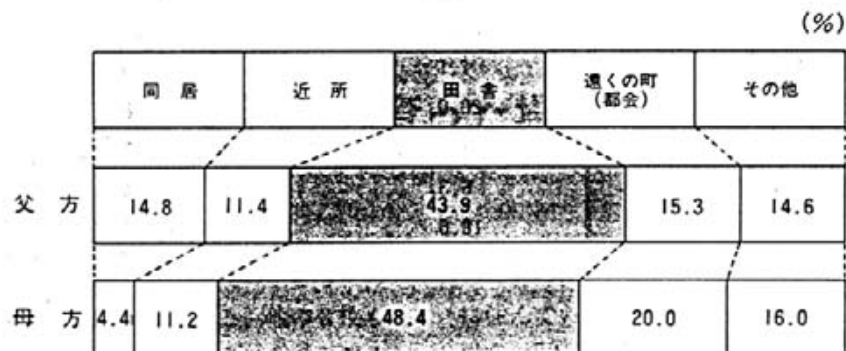 (%)
同居 近所 田舎 遠くの町 その他
(都会)
父方 14.8 11.4 43.9 15.3 14.6
母方 4.4 11.2 48.4 20.0 16.0